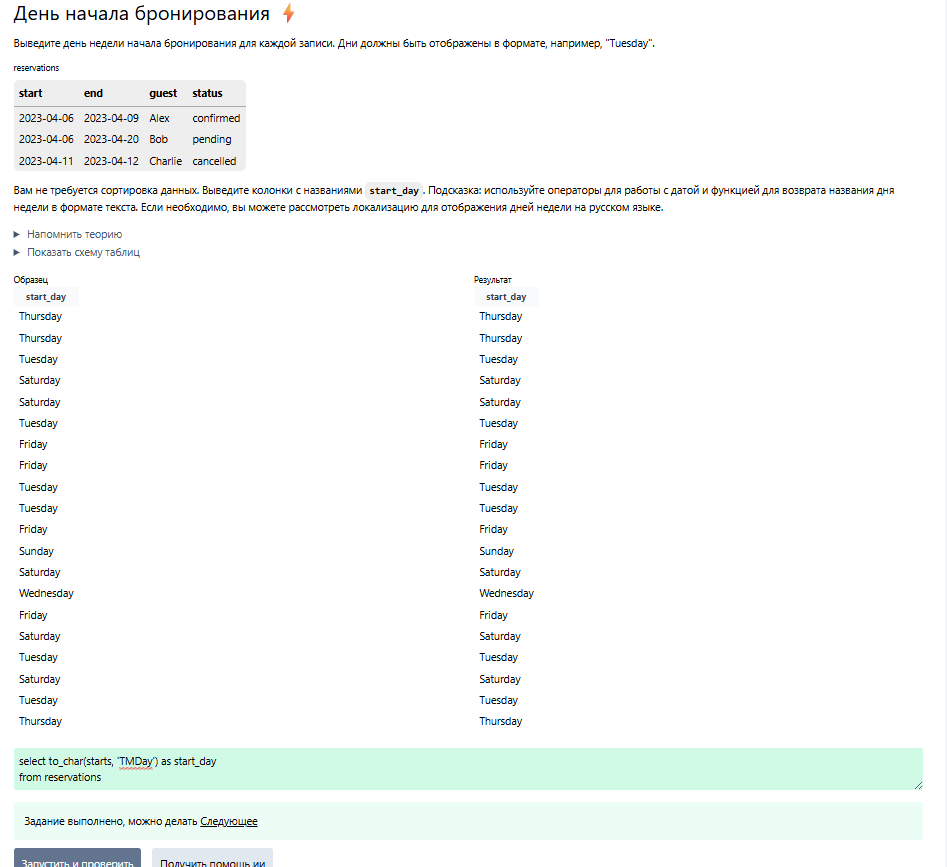 День начала бронирования
Выведите день недели начала бронирования для каждой записи. Дни должны быть отображены в формате, например, "Tuesday".
reservations
start end guest status
2023-04-06 2023-04-09 Alex confirmed
2023-04-06 2023-04-20 Bob pending
2023-04-11 2023-04-12 Charlie cancelled
Вам не требуется сортировка данных. Выведите колонки с названиями start_day. Подсказка: используйте операторы для работы с датой и функцией для возврата названия дня
недели в формате текста. Если необходимо, вы можете рассмотреть локализацию для отображения дней недели на русском языке.
Напомнить теорию
Показать схему таблиц
Образец Результат
start_day start_day
Thursday Thursday
Thursday Thursday
Tuesday Tuesday
Saturday Saturday
Saturday Saturday
Tuesday Tuesday
Friday Friday
Friday Friday
Tuesday Tuesday
Tuesday Tuesday
Friday Friday
Sunday Sunday
Saturday Saturday
Wednesday Wednesday
Friday Friday
Saturday Saturday
Tuesday Tuesday
Saturday Saturday
Tuesday Tuesday
Thursday Thursday
select to_char(starts, 'TMDay') as start_day
from reservations
Задание выполнено, можно делать Следующее
Запустить и проверить Получить помощь ии